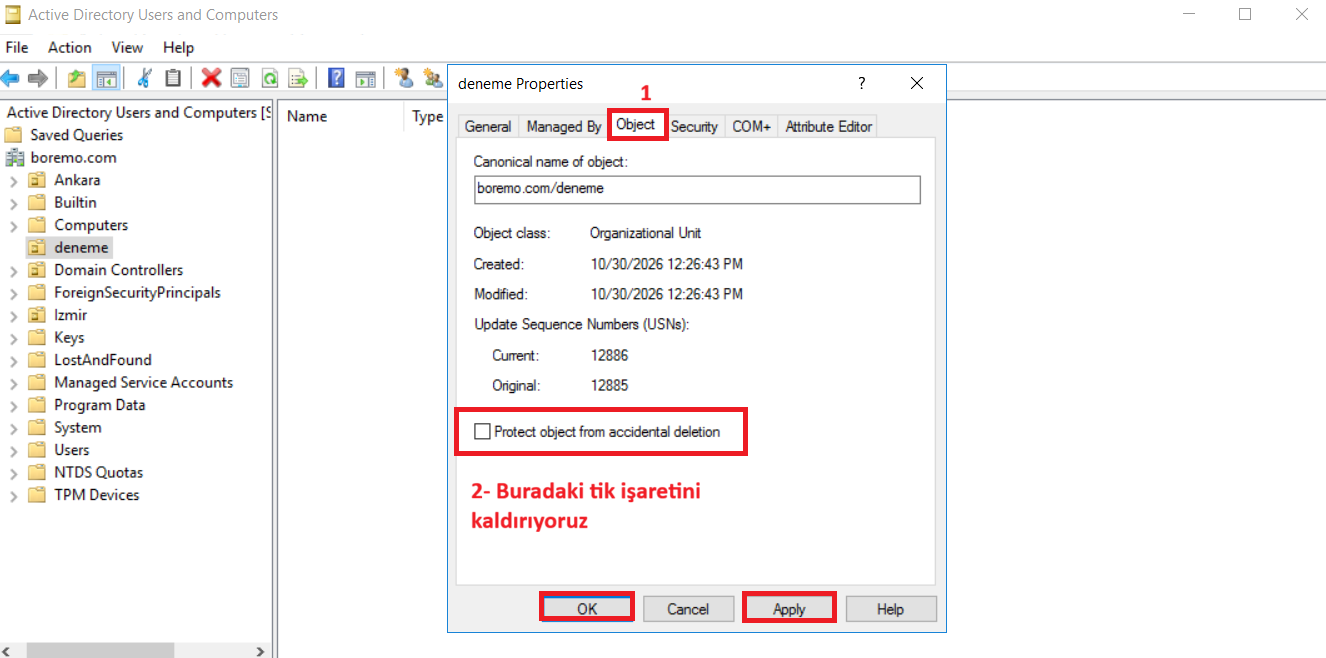 Active Directory Users and Computers
File Action View Help
Active Directory Users and Computers [S
Saved Queries
boremo.com
Ankara
Builtin
Computers
deneme
Domain Controllers
ForeignSecurityPrincipals
Izmir
Keys
LostAndFound
Managed Service Accounts
Program Data
System
Users
NTDS Quotas
TPM Devices
Name Type
deneme Properties
?
1
General Managed By Object Security COM+ Attribute Editor
Canonical name of object:
boremo.com/deneme
Object class: Organizational Unit
Created: 10/30/2026 12:26:43 PM
Modified: 10/30/2026 12:26:43 PM
Update Sequence Numbers (USNs):
Current: 12886
Original: 12885
Protect object from accidental deletion
2- Buradaki tik işaretini
kaldırıyoruz
OK Cancel Apply Help